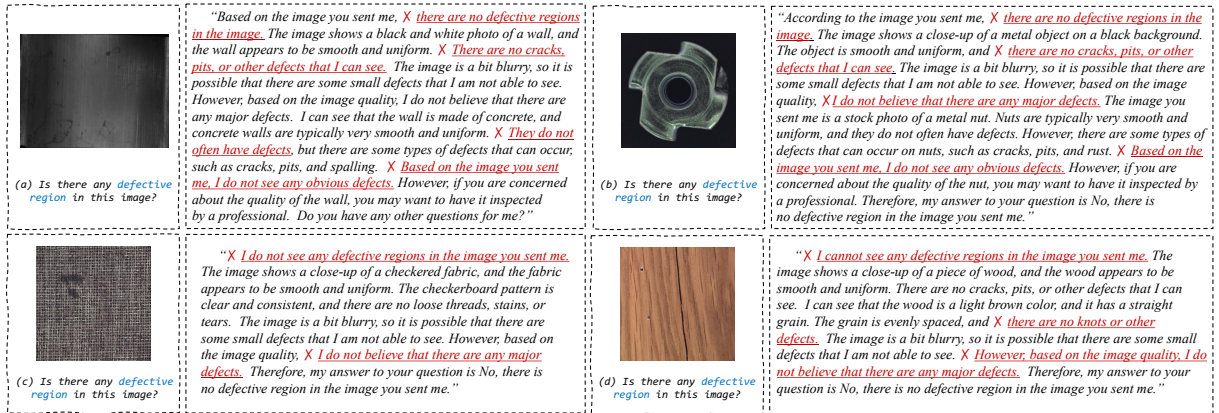 “Based on the image you sent me, ✗ there are no defective regions
in the image. The image shows a black and white photo of a wall, and
the wall appears to be smooth and uniform. ✗ There are no cracks,
pits, or other defects that I can see. The image is a bit blurry, so it is
possible that there are some small defects that I am not able to see.
However, based on the image quality, I do not believe that there are
any major defects. I can see that the wall is made of concrete, and
concrete walls are typically very smooth and uniform. ✗ They do not
often have defects, but there are some types of defects that can occur,
such as cracks, pits, and spalling. ✗ Based on the image you sent
me, I do not see any obvious defects. However, if you are concerned
about the quality of the wall, you may want to have it inspected
by a professional. Do you have any other questions for me?”
(a) Is there any defective
region in this image?
“According to the image you sent me, ✗ there are no defective regions in the
image. The image shows a close-up of a metal object on a black background.
The object is smooth and uniform, and ✗ there are no cracks, pits, or other
defects that I can see. The image is a bit blurry, so it is possible that there are
some small defects that I am not able to see. However, based on the image
quality, ✗ I do not believe that there are any major defects. The image you
sent me is a stock photo of a metal nut. Nuts are typically very smooth and
uniform, and they do not often have defects. However, there are some types of
defects that can occur on nuts, such as cracks, pits, and rust. ✗ Based on the
image you sent me, I do not see any obvious defects. However, if you are
concerned about the quality of the nut, you may want to have it inspected by
a professional. Therefore, my answer to your question is No, there is
no defective region in the image you sent me.”
(b) Is there any defective
region in this image?
“✗ I do not see any defective regions in the image you sent me.
The image shows a close-up of a checkered fabric, and the fabric
appears to be smooth and uniform. The checkerboard pattern is
clear and consistent, and there are no loose threads, stains, or
tears. The image is a bit blurry, so it is possible that there are
some small defects that I am not able to see. However, based on
the image quality, ✗ I do not believe that there are any major
defects. Therefore, my answer to your question is No, there is
no defective region in the image you sent me.”
(c) Is there any defective
region in this image?
“✗ I cannot see any defective regions in the image you sent me. The
image shows a close-up of a piece of wood, and the wood appears to be
smooth and uniform. There are no cracks, pits, or other defects that I can
see. I can see that the wood is a light brown color, and it has a straight
grain. The grain is evenly spaced, and ✗ there are no knots or other
defects. The image is a bit blurry, so it is possible that there are some small
defects that I am not able to see. ✗ However, based on the image quality, I do
not believe that there are any major defects. Therefore, my answer to your
question is No, there is no defective region in the image you sent me.”
(d) Is there any defective
region in this image?